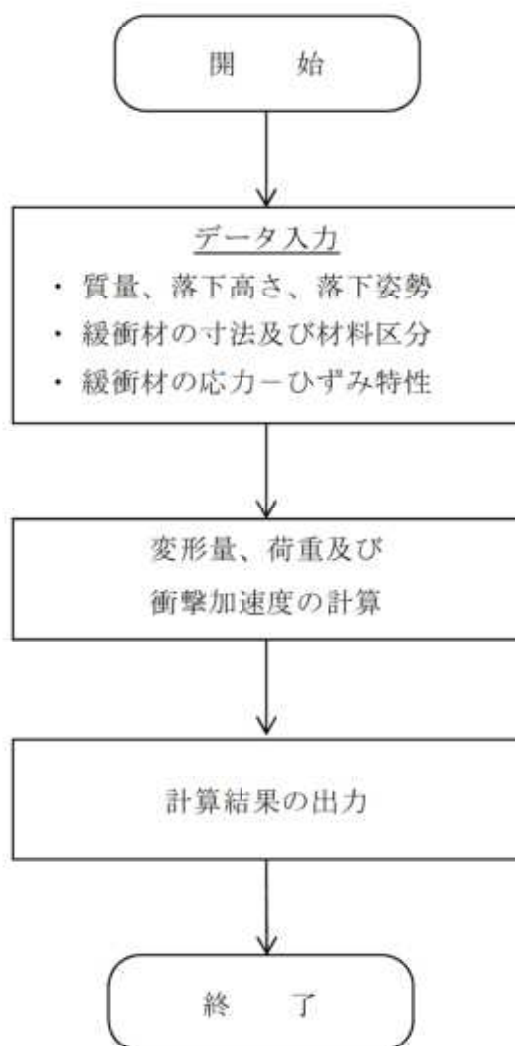 開　始
データ入力
・ 質量、落下高さ、落下姿勢
・ 緩衝材の寸法及び材料区分
・ 緩衝材の応力－ひずみ特性
変形量、荷重及び
衝撃加速度の計算
計算結果の出力
終　了